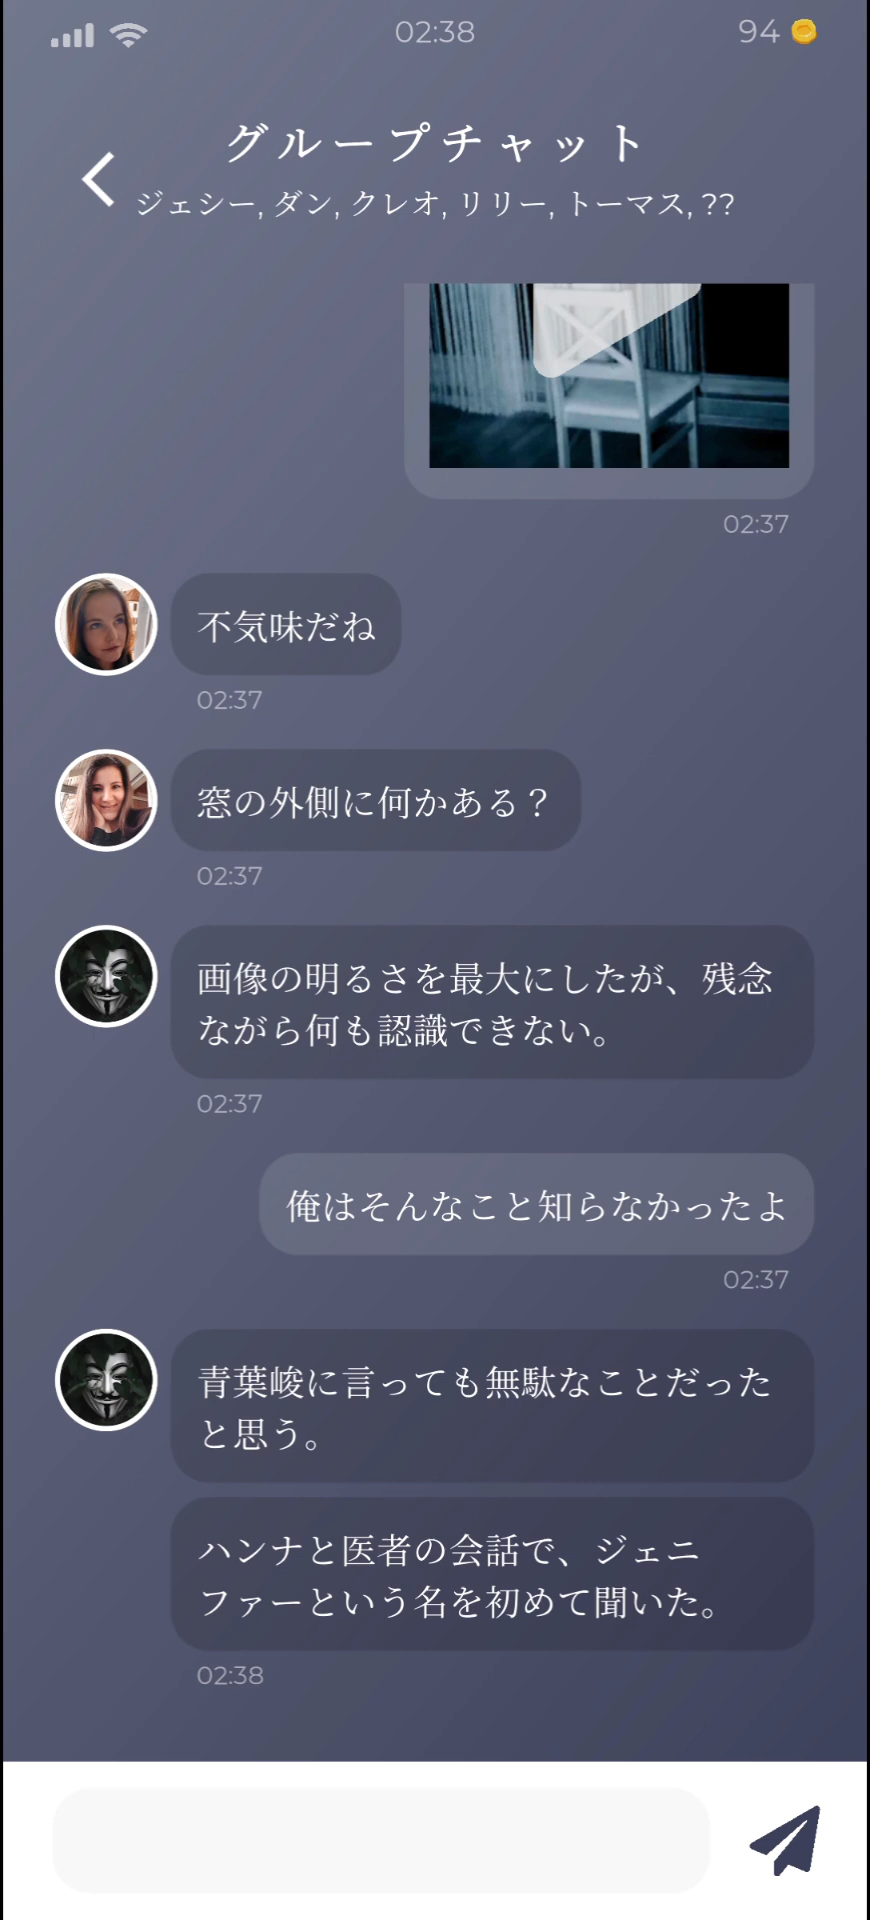 02:38
94
グループチャット
ジェシー, ダン, クレオ, リリー, トーマス, ??
02:37
不気味だね
02:37
窓の外側に何かある？
02:37
画像の明るさを最大にしたが、残念
ながら何も認識できない。
02:37
俺はそんなこと知らなかったよ
02:37
青葉峻に言っても無駄なことだった
と思う。
ハンナと医者の会話で、ジェニ
ファーという名を初めて聞いた。
02:38